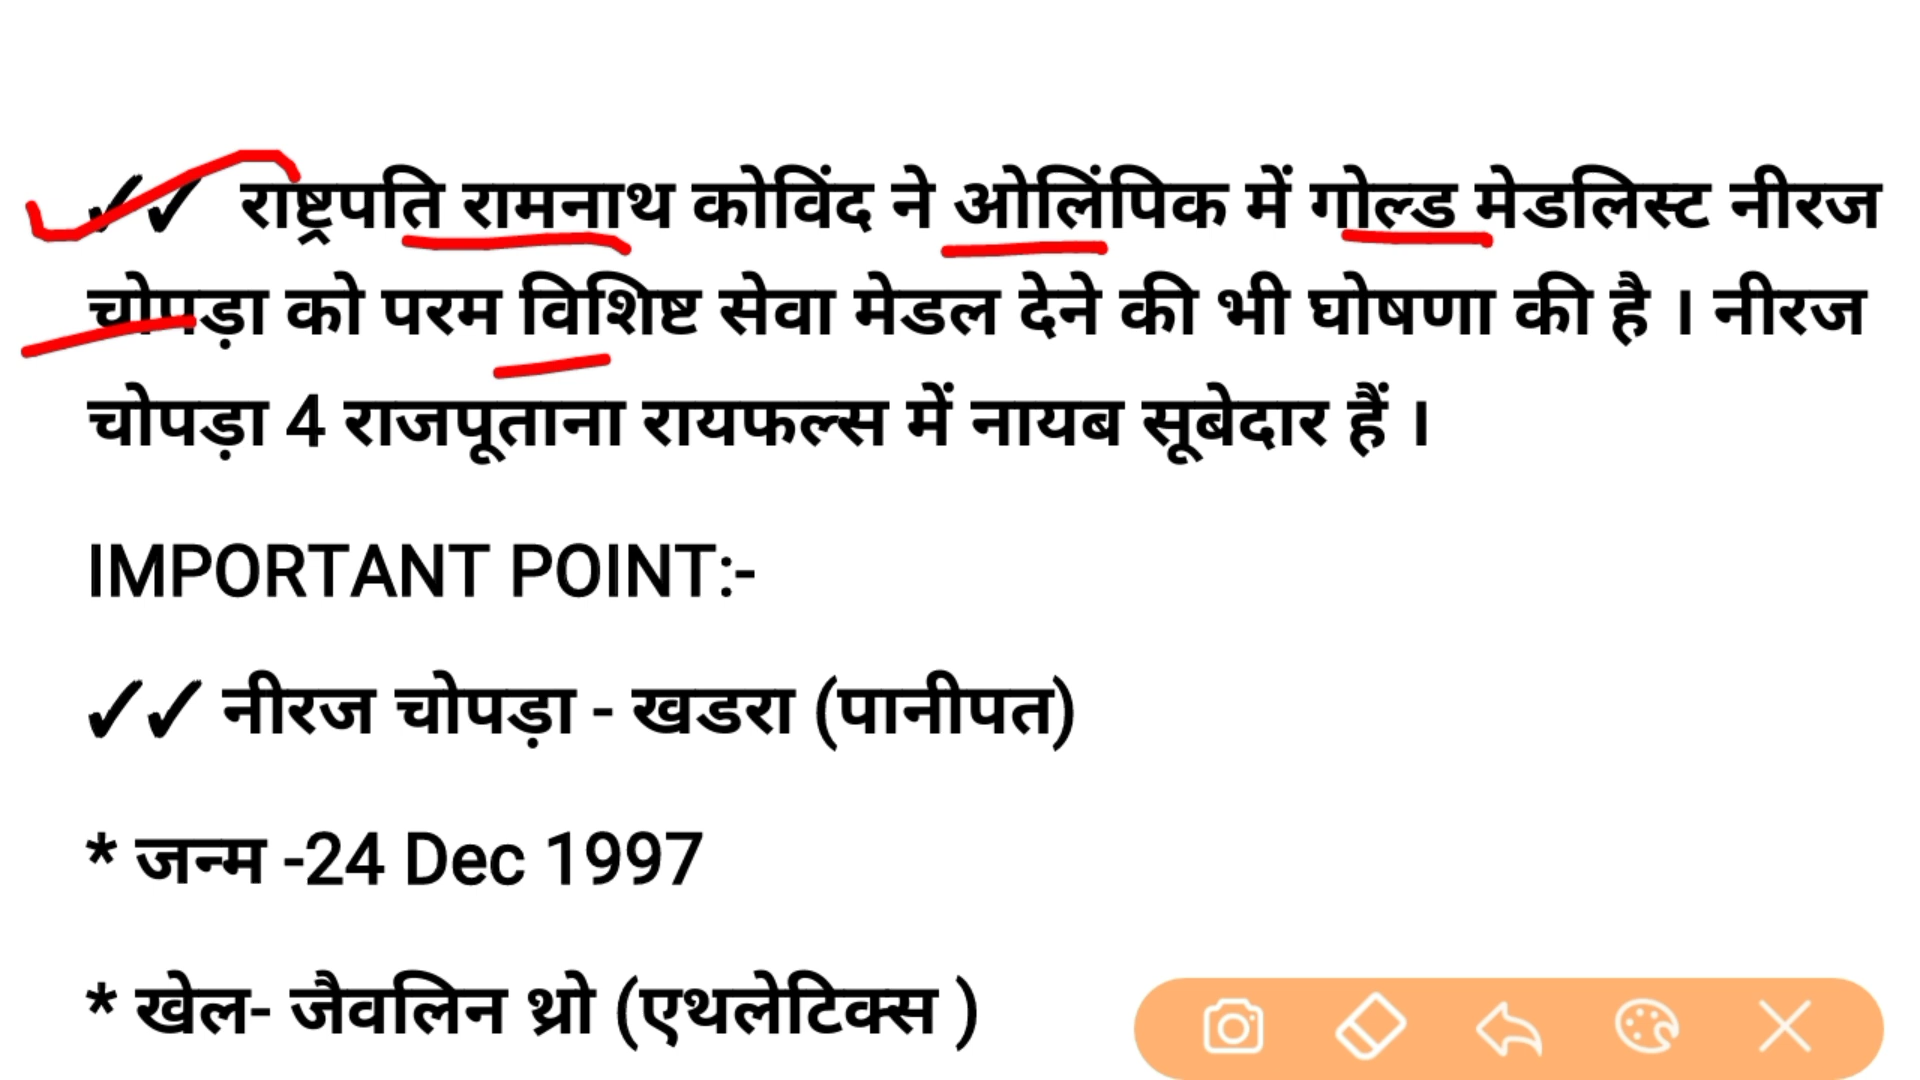 ✓✓ राष्ट्रपति रामनाथ कोविंद ने ओलिंपिक में गोल्ड मेडलिस्ट नीरज
चोपड़ा को परम विशिष्ट सेवा मेडल देने की भी घोषणा की है । नीरज
चोपड़ा 4 राजपूताना रायफल्स में नायब सूबेदार हैं ।
IMPORTANT POINT:-
✓✓ नीरज चोपड़ा - खडरा (पानीपत)
* जन्म -24 Dec 1997
* खेल- जैवलिन थ्रो (एथलेटिक्स )